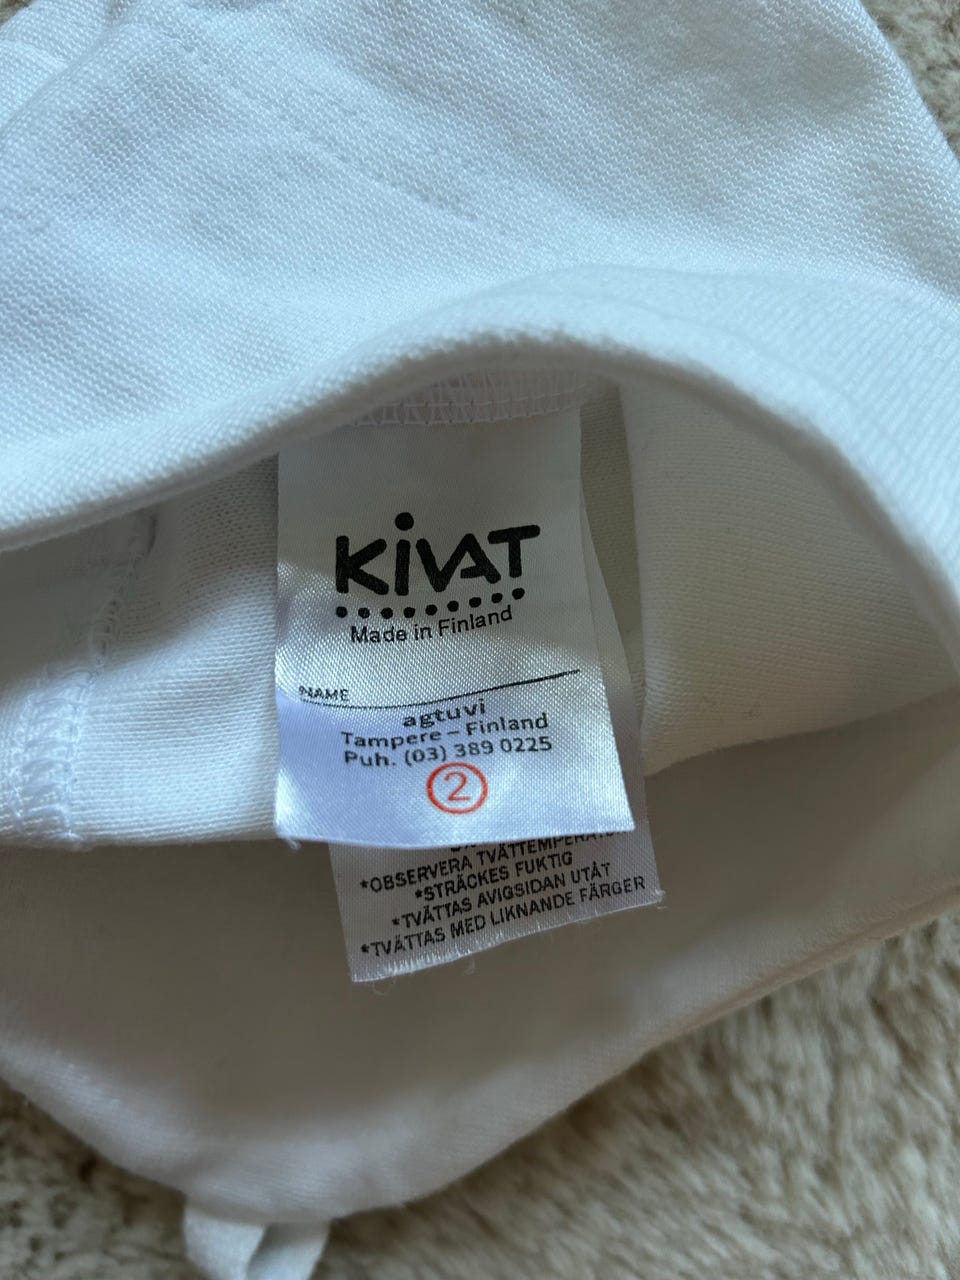 KiVAT
Made in Finland
NAME
agtuvi
Tampere – Finland
Puh. (03) 389 0225
2
*OBSERVERA
*STRÄCKES FUKTIG
*TVÄTTAS AVIGSIDAN UTÅT
*TVÄTTAS MED LIKNANDE FÄRGER